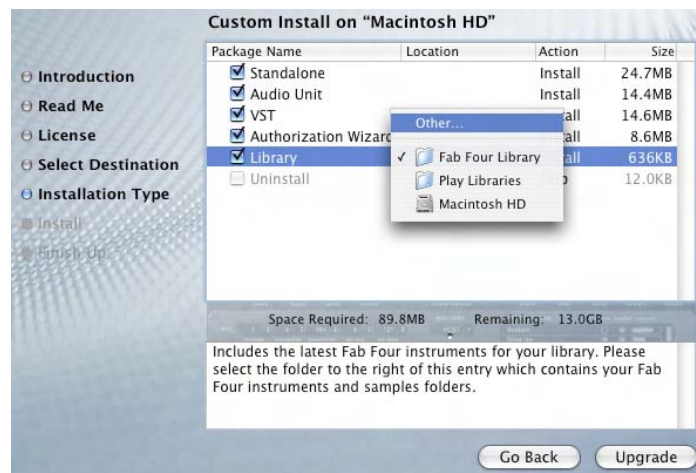 Custom Install on “Macintosh HD”
Introduction
Read Me
License
Select Destination
Installation Type
Install
Finish Up
Package Name Location Action Size
Standalone Install 24.7MB
Audio Unit Install 14.4MB
VST all 14.6MB
Authorization Wizard all 8.6MB
Library all 636KB
Uninstall 12.0KB
Other...
✓ Fab Four Library
Play Libraries
Macintosh HD
Space Required: 89.8MB Remaining: 13.0GB
Includes the latest Fab Four instruments for your library. Please
select the folder to the right of this entry which contains your Fab
Four instruments and samples folders.
Go Back Upgrade